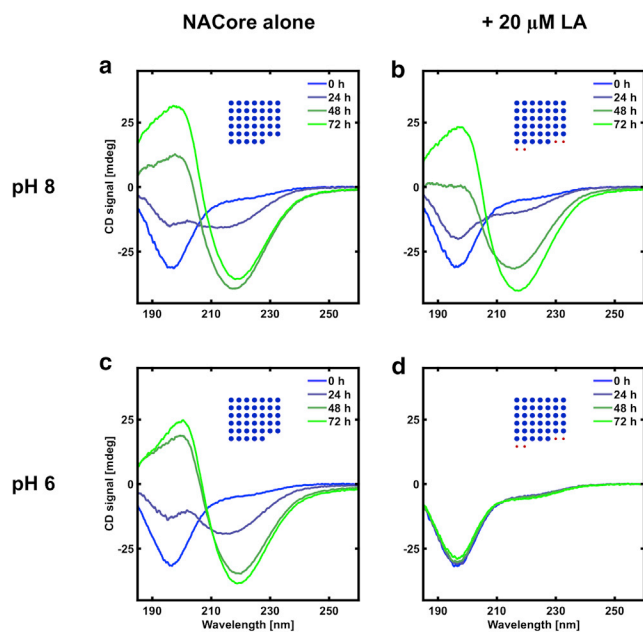 NACore alone
+ 20 μM LA
pH 8
a
25
0
-25
CD signal [mdeg]
0 h
24 h
48 h
72 h
190 210 230 250
b
25
0
-25
CD signal [mdeg]
0 h
24 h
48 h
72 h
190 210 230 250
pH 6
c
25
0
-25
CD signal [mdeg]
0 h
24 h
48 h
72 h
190 210 230 250
Wavelength [nm]
d
25
0
-25
0 h
24 h
48 h
72 h
190 210 230 250
Wavelength [nm]